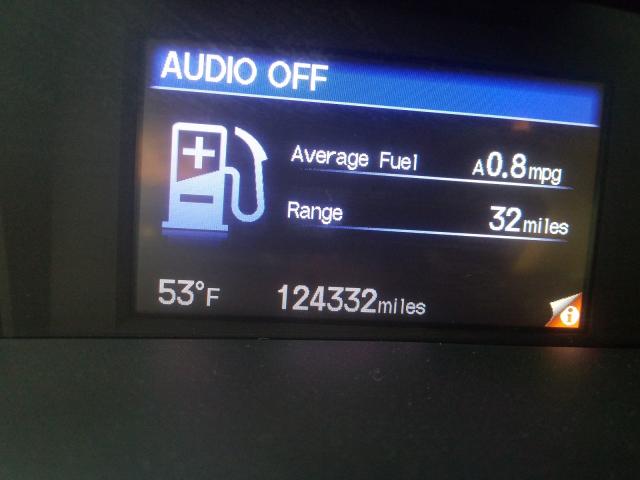 AUDIO OFF
Average Fuel A0.8mpg
Range 32miles
53°F 124332miles
i